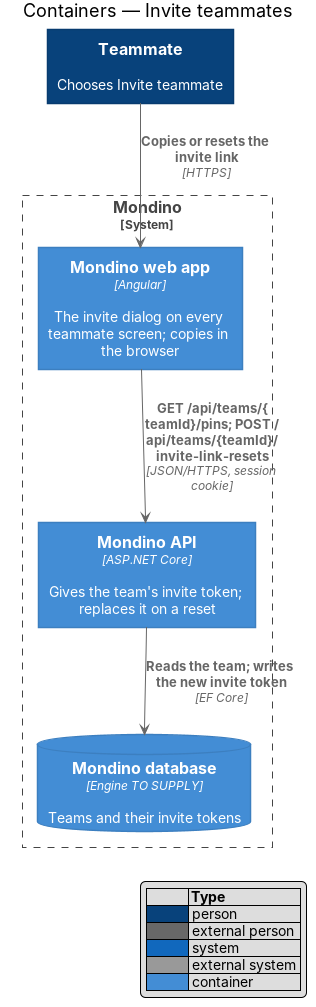 Containers — Invite teammates
Teammate
Chooses Invite teammate
Copies or resets the
invite link
[HTTPS]
Mondino
[System]
Mondino web app
[Angular]
The invite dialog on every
teammate screen; copies in
the browser
GET /api/teams/{
teamId}/pins; POST /
api/teams/{teamId}/
invite-link-resets
[JSON/HTTPS, session
cookie]
Mondino API
[ASP.NET Core]
Gives the team's invite token;
replaces it on a reset
Reads the team; writes
the new invite token
[EF Core]
Mondino database
[Engine TO SUPPLY]
Teams and their invite tokens
Type
person
external person
system
external system
container